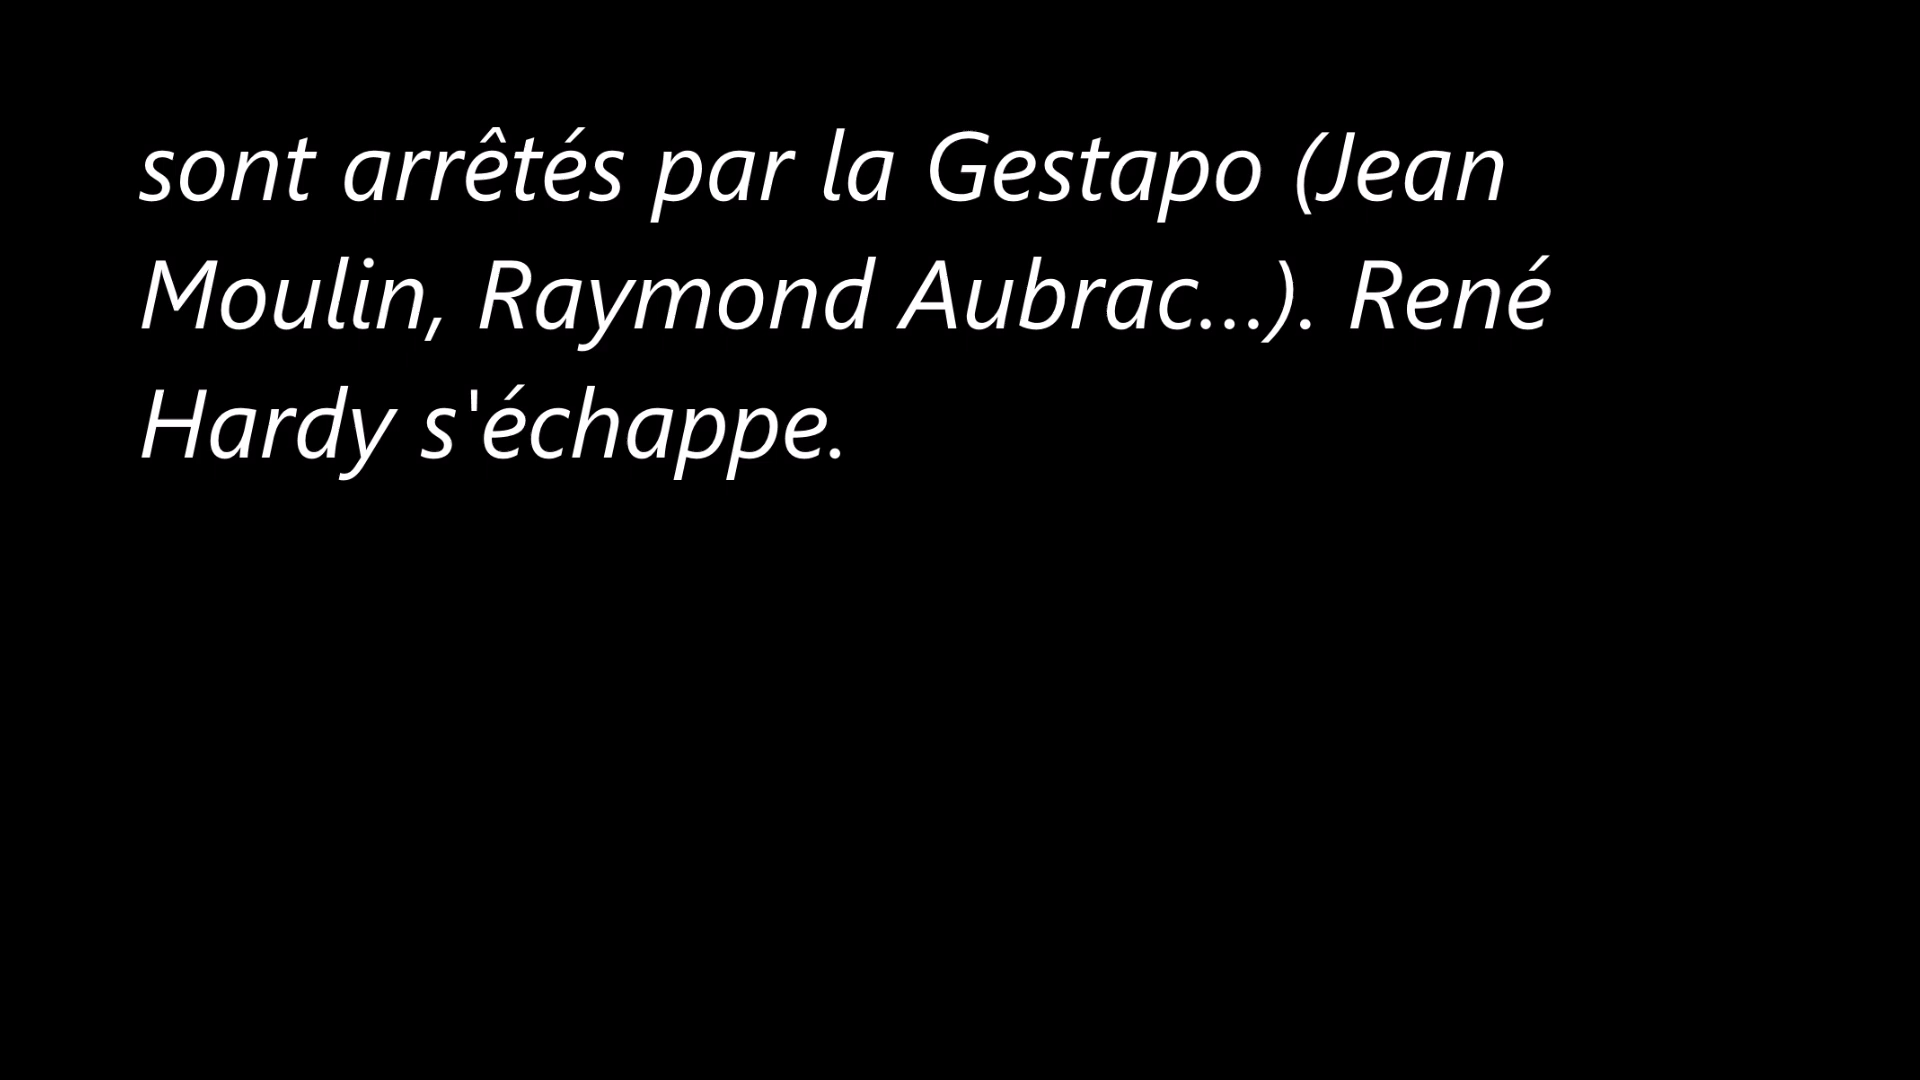 sont arrêtés par la Gestapo (Jean
Moulin, Raymond Aubrac...). René
Hardy s'échappe.